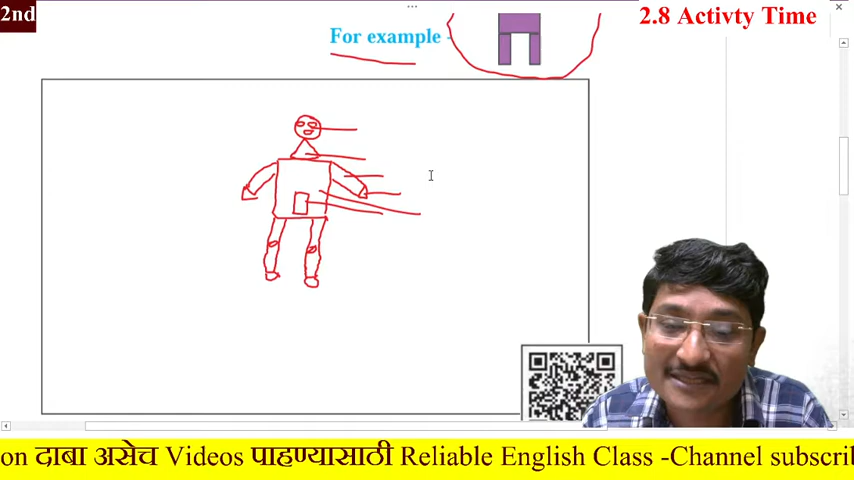 2nd
2.8 Activty Time
For example -
on दाबा असेच Videos पाहण्यासाठी Reliable English Class -Channel subscrib